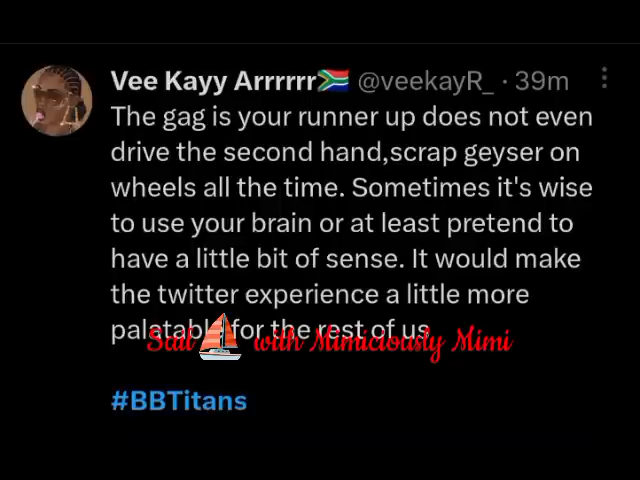 Vee Kayy Arrrrrr🇿🇦 @veekayR_ · 39m
The gag is your runner up does not even
drive the second hand,scrap geyser on
wheels all the time. Sometimes it's wise
to use your brain or at least pretend to
have a little bit of sense. It would make
the twitter experience a little more
palatable for the rest of us
Sail ⛵ with Mimiciously Mimi
#BBTitans